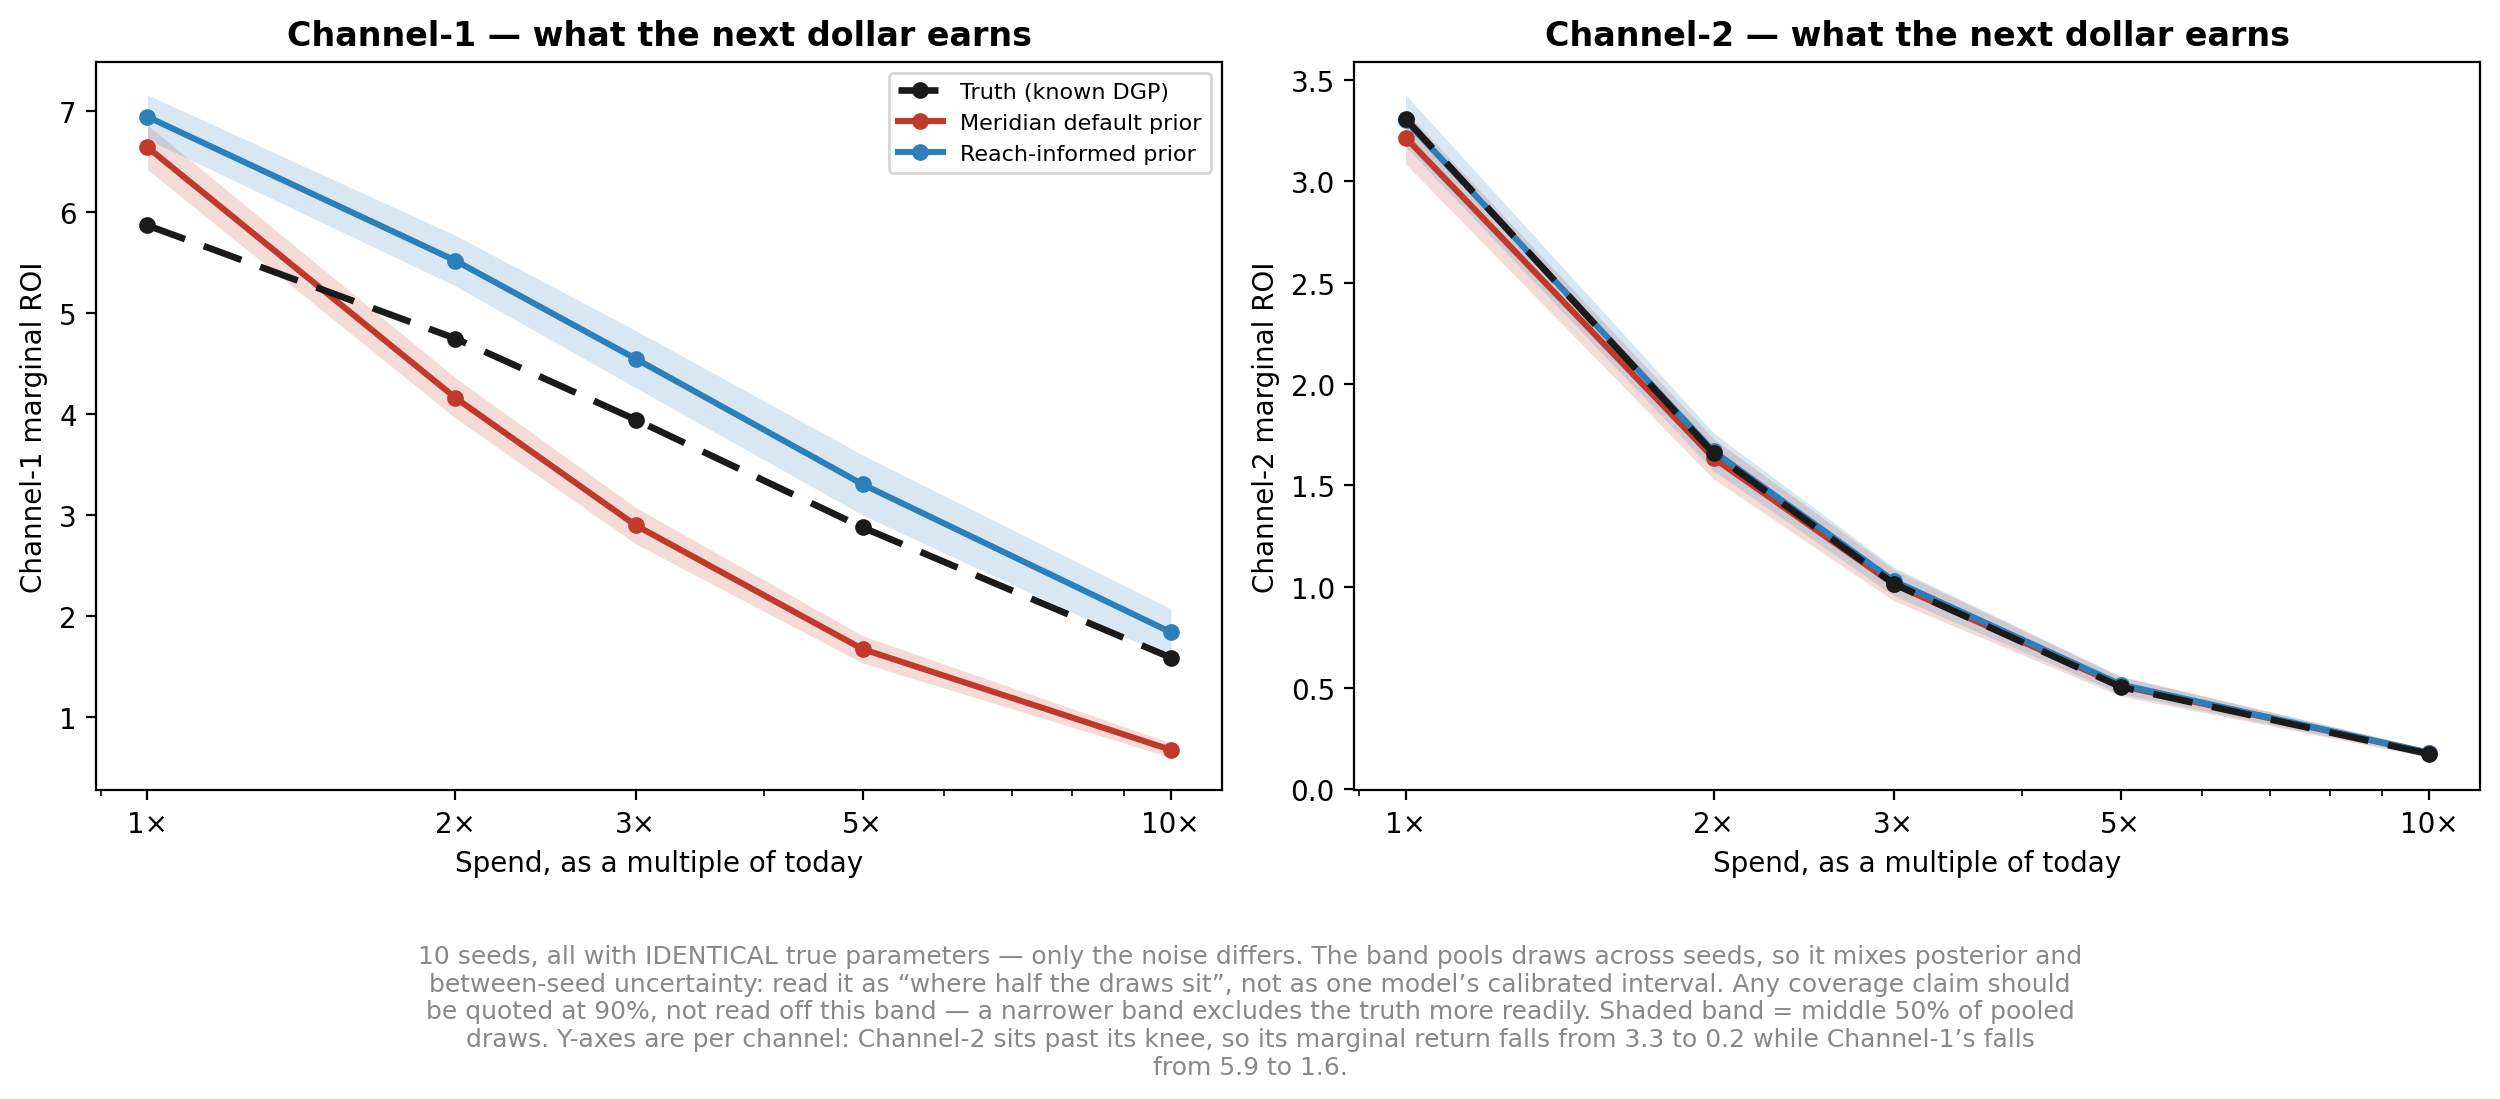 Channel-1 — what the next dollar earns
Channel-1 marginal ROI
7
6
5
4
3
2
1
Truth (known DGP)
Meridian default prior
Reach-informed prior
1×
2×
3×
5×
10×
Spend, as a multiple of today
Channel-2 — what the next dollar earns
Channel-2 marginal ROI
3.5
3.0
2.5
2.0
1.5
1.0
0.5
0.0
1×
2×
3×
5×
10×
Spend, as a multiple of today
10 seeds, all with IDENTICAL true parameters — only the noise differs. The band pools draws across seeds, so it mixes posterior and
between-seed uncertainty: read it as “where half the draws sit”, not as one model’s calibrated interval. Any coverage claim should
be quoted at 90%, not read off this band — a narrower band excludes the truth more readily. Shaded band = middle 50% of pooled
draws. Y-axes are per channel: Channel-2 sits past its knee, so its marginal return falls from 3.3 to 0.2 while Channel-1’s falls
from 5.9 to 1.6.